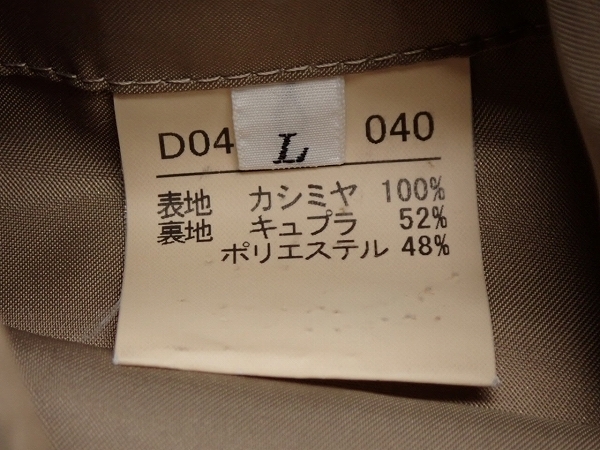 D04 L 040
表地 カシミヤ 100%
裏地 キュプラ 52%
ポリエステル 48%